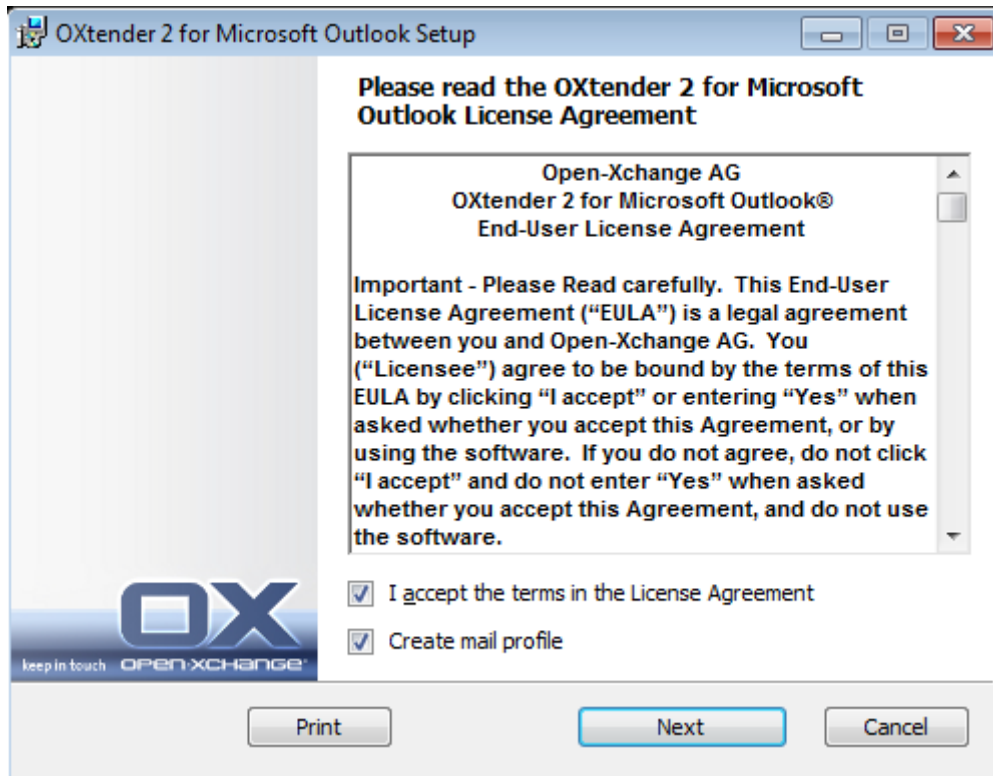 OXtender 2 for Microsoft Outlook Setup
Please read the OXtender 2 for Microsoft
Outlook License Agreement
Open-Xchange AG
OXtender 2 for Microsoft Outlook®
End-User License Agreement
Important - Please Read carefully.  This End-User
License Agreement (“EULA”) is a legal agreement
between you and Open-Xchange AG.  You
(“Licensee”) agree to be bound by the terms of this
EULA by clicking “I accept” or entering “Yes” when
asked whether you accept this Agreement, or by
using the software.  If you do not agree, do not click
“I accept” and do not enter “Yes” when asked
whether you accept this Agreement, and do not use
the software.
I accept the terms in the License Agreement
Create mail profile
OX
keep in touch OPEN-XCHANGE
Print
Next
Cancel